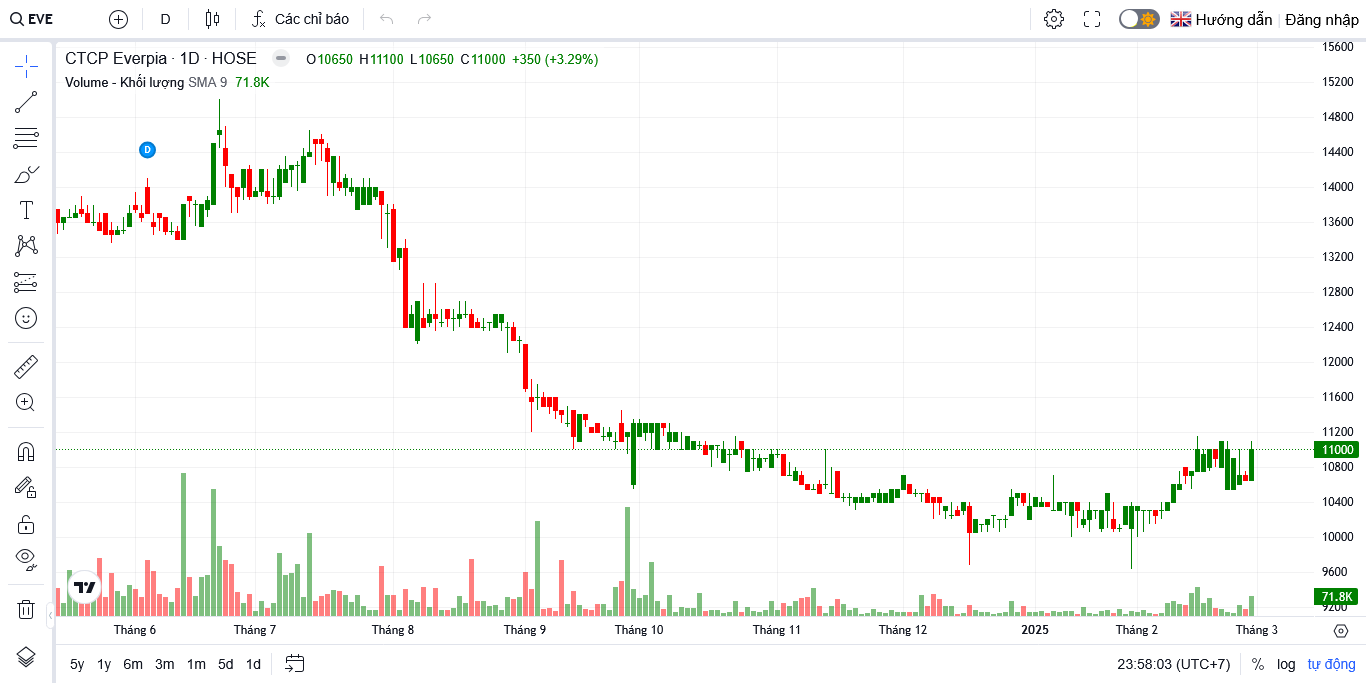 EVE D Các chỉ báo Hướng dẫn Đăng nhập
CTCP Everpia · 1D · HOSE O10650 H11100 L10650 C11000 +350 (+3.29%)
Volume - Khối lượng SMA 9 71.8K
D
15600
15200
14800
14400
14000
13600
13200
12800
12400
12000
11600
11200
11000
10800
10400
10000
9600
71.8K
9200
Tháng 6 Tháng 7 Tháng 8 Tháng 9 Tháng 10 Tháng 11 Tháng 12 2025 Tháng 2 Tháng 3
5y 1y 6m 3m 1m 5d 1d 23:58:03 (UTC+7) % log tự động